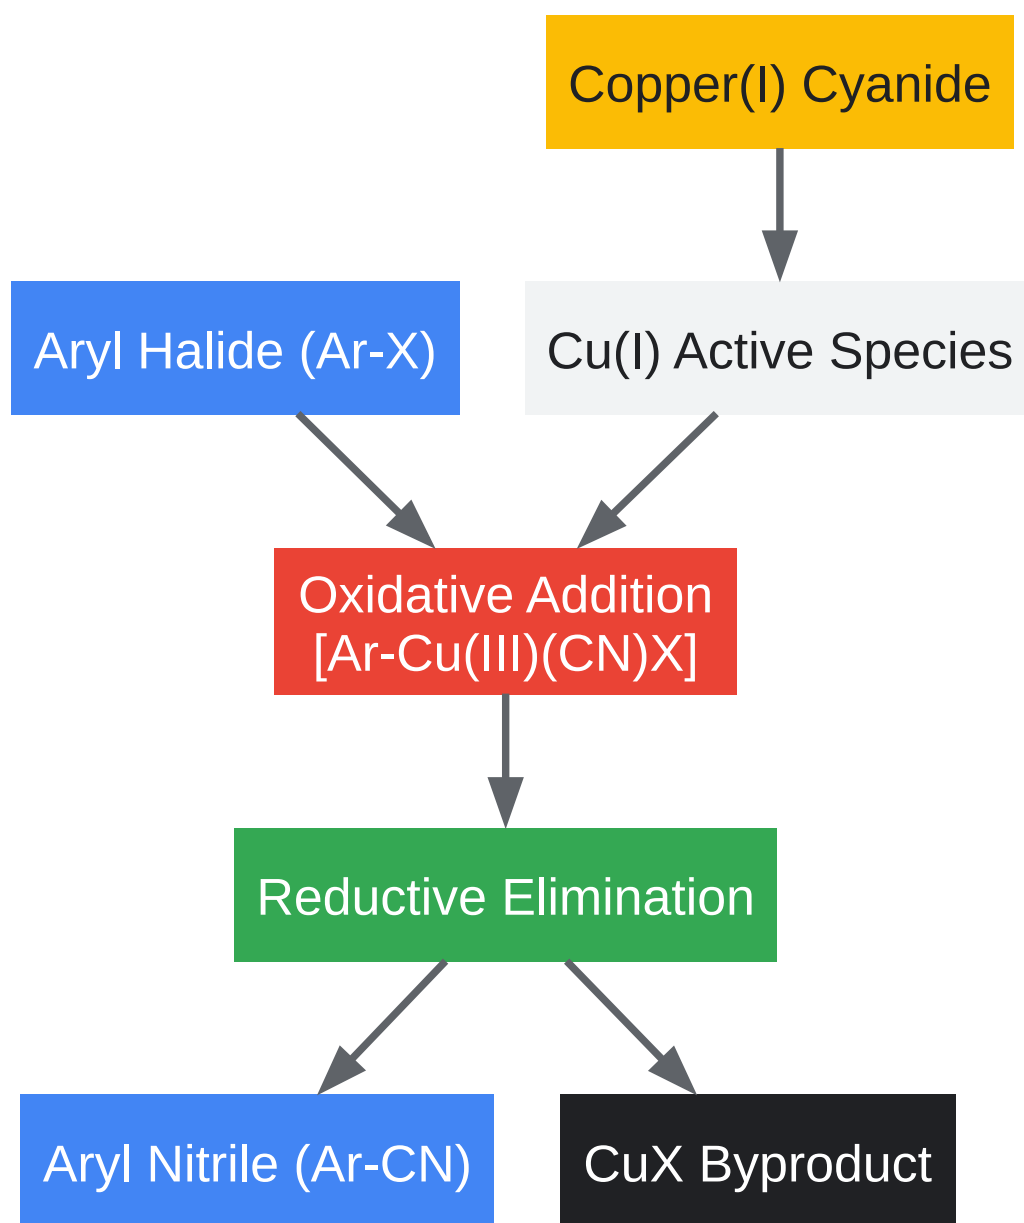 Copper(I) Cyanide
Aryl Halide (Ar-X)
Cu(I) Active Species
Oxidative Addition
[Ar-Cu(III)(CN)X]
Reductive Elimination
Aryl Nitrile (Ar-CN)
CuX Byproduct